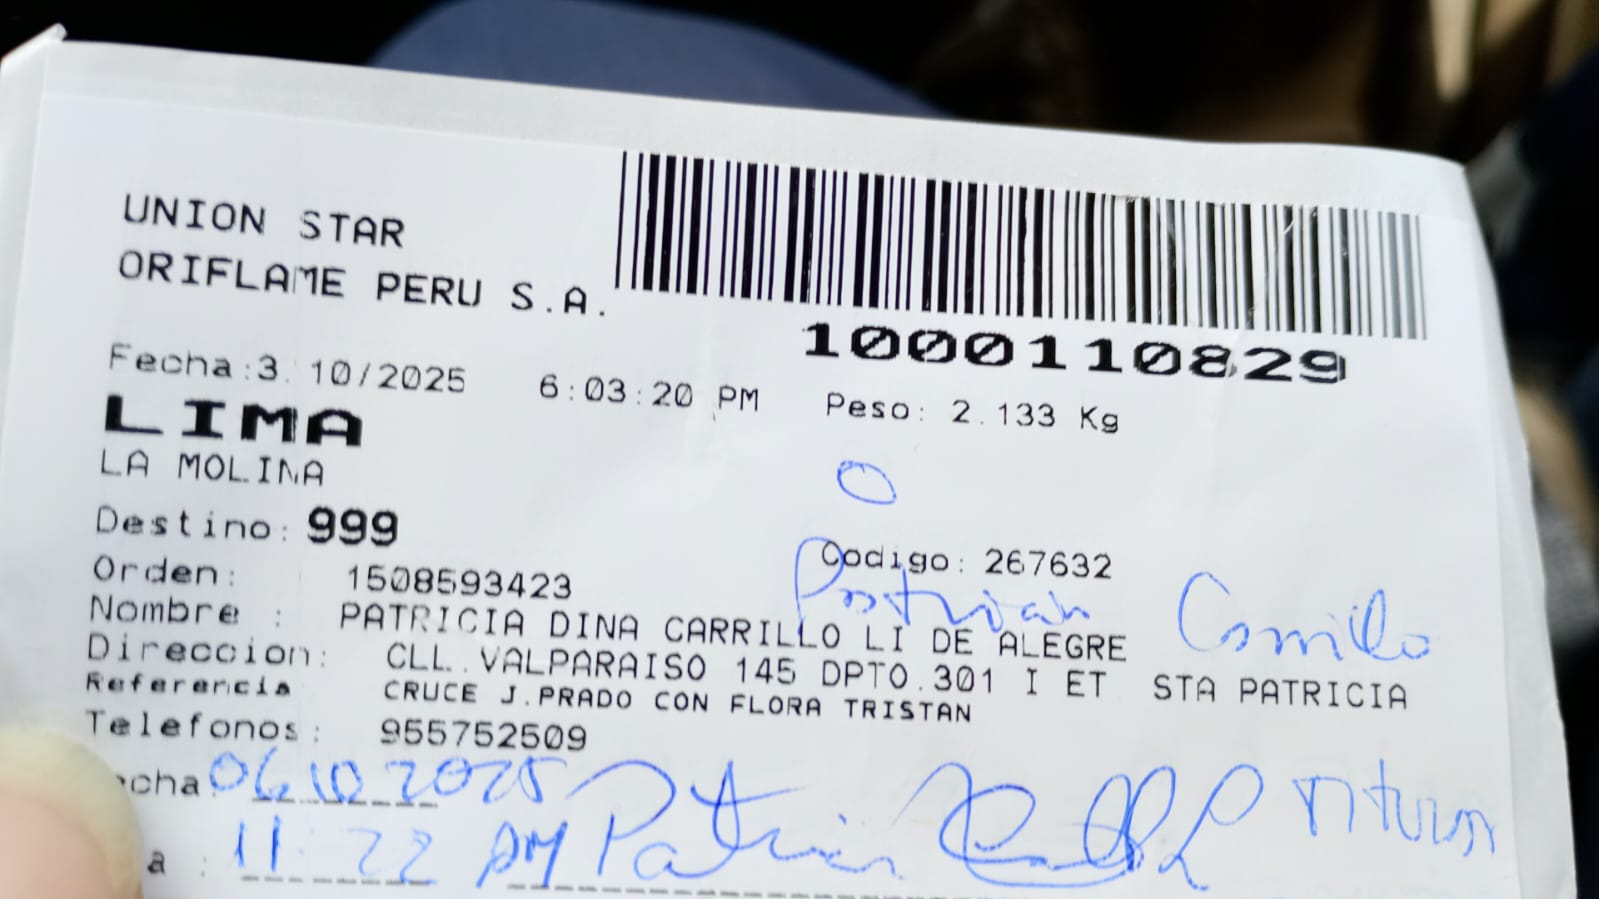 UNION STAR
ORIFLAME PERU S.A.
1000110829
Fecha:3. 10/2025 6:03:20 PM Peso: 2.133 Kg
LIMA
LA MOLINA
Destino: 999
Orden: 1508593423 Codigo: 267632
Carrillo
Nombre : PATRICIA DINA CARRILLO LI DE ALEGRE
Direccion: CLL. VALPARAISO 145 DPTO.301 I ET STA PATRICIA
Referencia CRUCE J.PRADO CON FLORA TRISTAN
Telefonos: 955752509
echa: 06 10 2025
a : 11:22 AM Patricia